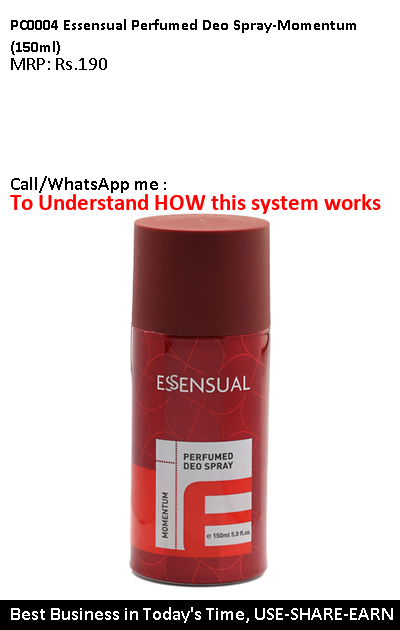 PC0004 Essensual Perfumed Deo Spray-Momentum
(150ml)
MRP: Rs.190
Call/WhatsApp me :
To Understand HOW this system works
ESSENSUAL
PERFUMED
DEO SPRAY
MOMENTUM
e 150ml 5.0 fl.oz.
Best Business in Today's Time, USE-SHARE-EARN